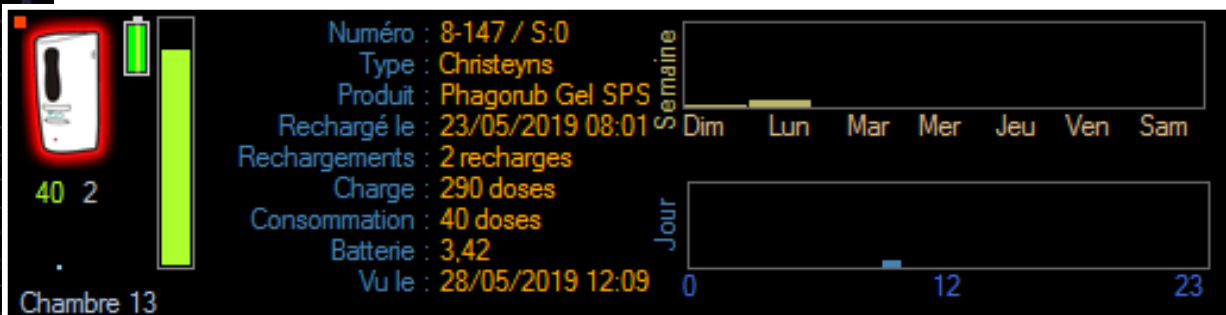 Numéro : 8-147 / S:0
Type : Christeyns
Produit : Phagorub Gel SPS
Rechargé le : 23/05/2019 08:01
Rechargements : 2 recharges
Charge : 290 doses
Consommation : 40 doses
Batterie : 3,42
Vu le : 28/05/2019 12:09
40 2
Chambre 13
Semaine
Dim Lun Mar Mer Jeu Ven Sam
Jour
0 12 23